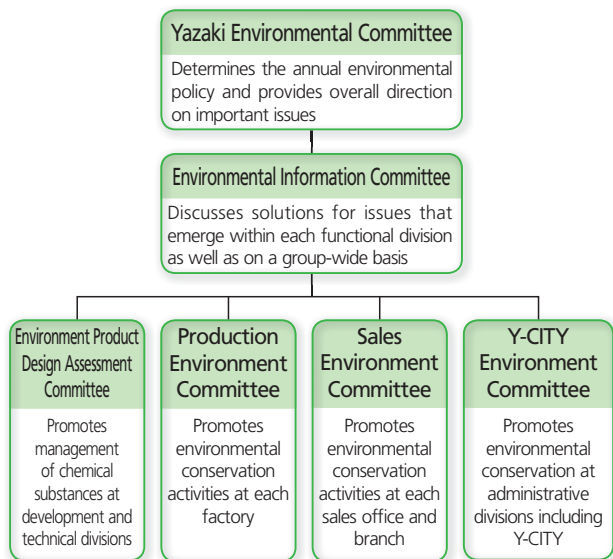 Yazaki Environmental Committee
Determines the annual environmental
policy and provides overall direction
on important issues
Environmental Information Committee
Discusses solutions for issues that
emerge within each functional division
as well as on a group-wide basis
Environment Product
Design Assessment
Committee
Promotes
management
of chemical
substances at
development and
technical divisions
Production
Environment
Committee
Promotes
environmental
conservation
activities at each
factory
Sales
Environment
Committee
Promotes
environmental
conservation
activities at each
sales office and
branch
Y-CITY
Environment
Committee
Promotes
environmental
conservation at
administrative
divisions including
Y-CITY